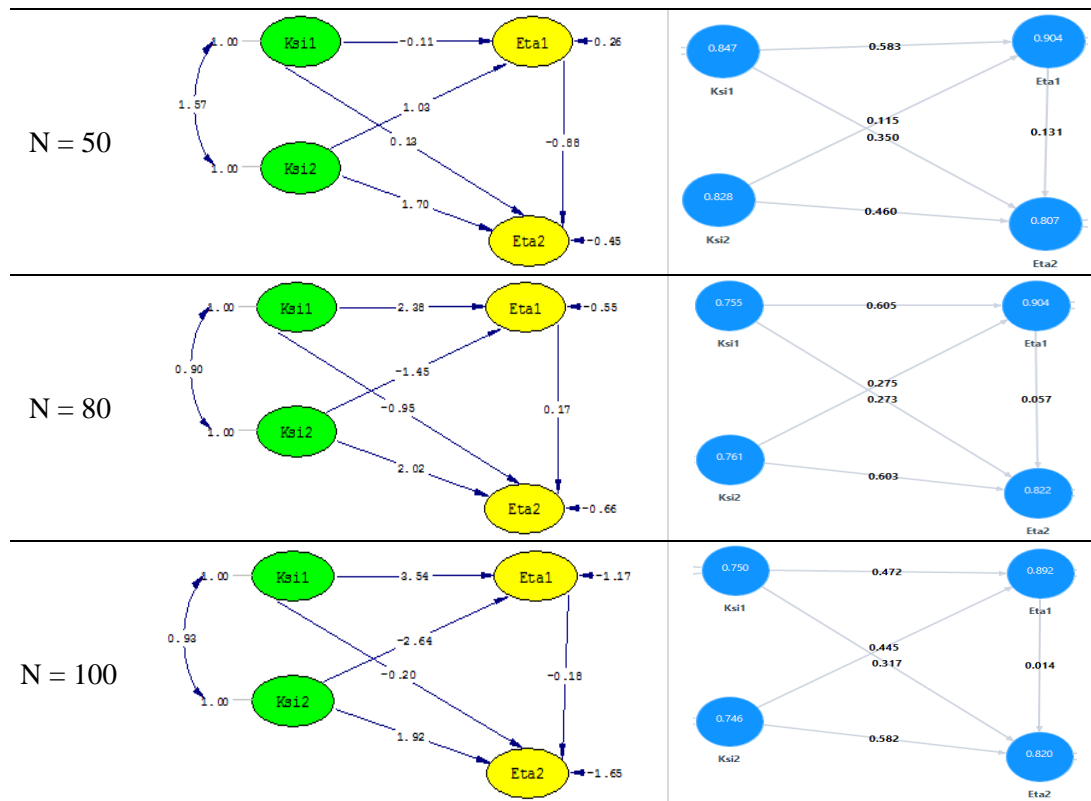 N = 50
1.00
Ksi1
-0.11
Eta1
0.26
1.57
1.03
0.13
-0.88
1.00
Ksi2
1.70
Eta2
-0.45
0.847
Ksi1
0.583
0.904
Eta1
0.115
0.350
0.131
0.828
Ksi2
0.460
0.807
Eta2
N = 80
1.00
Ksi1
2.38
Eta1
-0.55
0.90
-1.45
-0.95
0.17
1.00
Ksi2
2.02
Eta2
-0.66
0.755
Ksi1
0.605
0.904
Eta1
0.275
0.273
0.057
0.761
Ksi2
0.603
0.822
Eta2
N = 100
1.00
Ksi1
3.54
Eta1
-1.17
0.93
-2.64
-0.20
-0.18
1.00
Ksi2
1.92
Eta2
-1.65
0.750
Ksi1
0.472
0.892
Eta1
0.445
0.317
0.014
0.746
Ksi2
0.582
0.820
Eta2